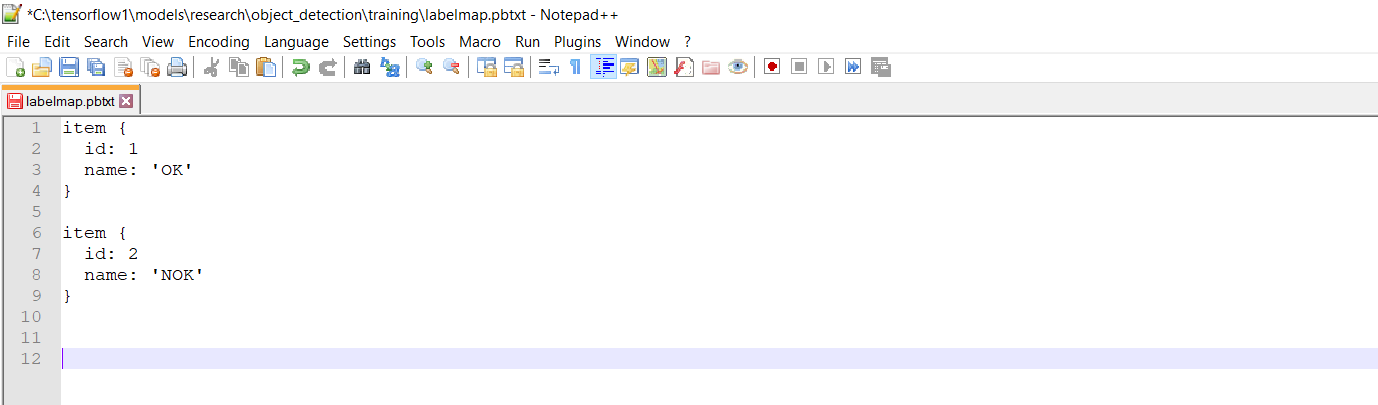 *C:\tensorflow1\models\research\object_detection\training\labelmap.pbtxt - Notepad++
File Edit Search View Encoding Language Settings Tools Macro Run Plugins Window ?
labelmap.pbtxt
1 item {
2   id: 1
3   name: 'OK'
4 }
5
6 item {
7   id: 2
8   name: 'NOK'
9 }
10
11
12